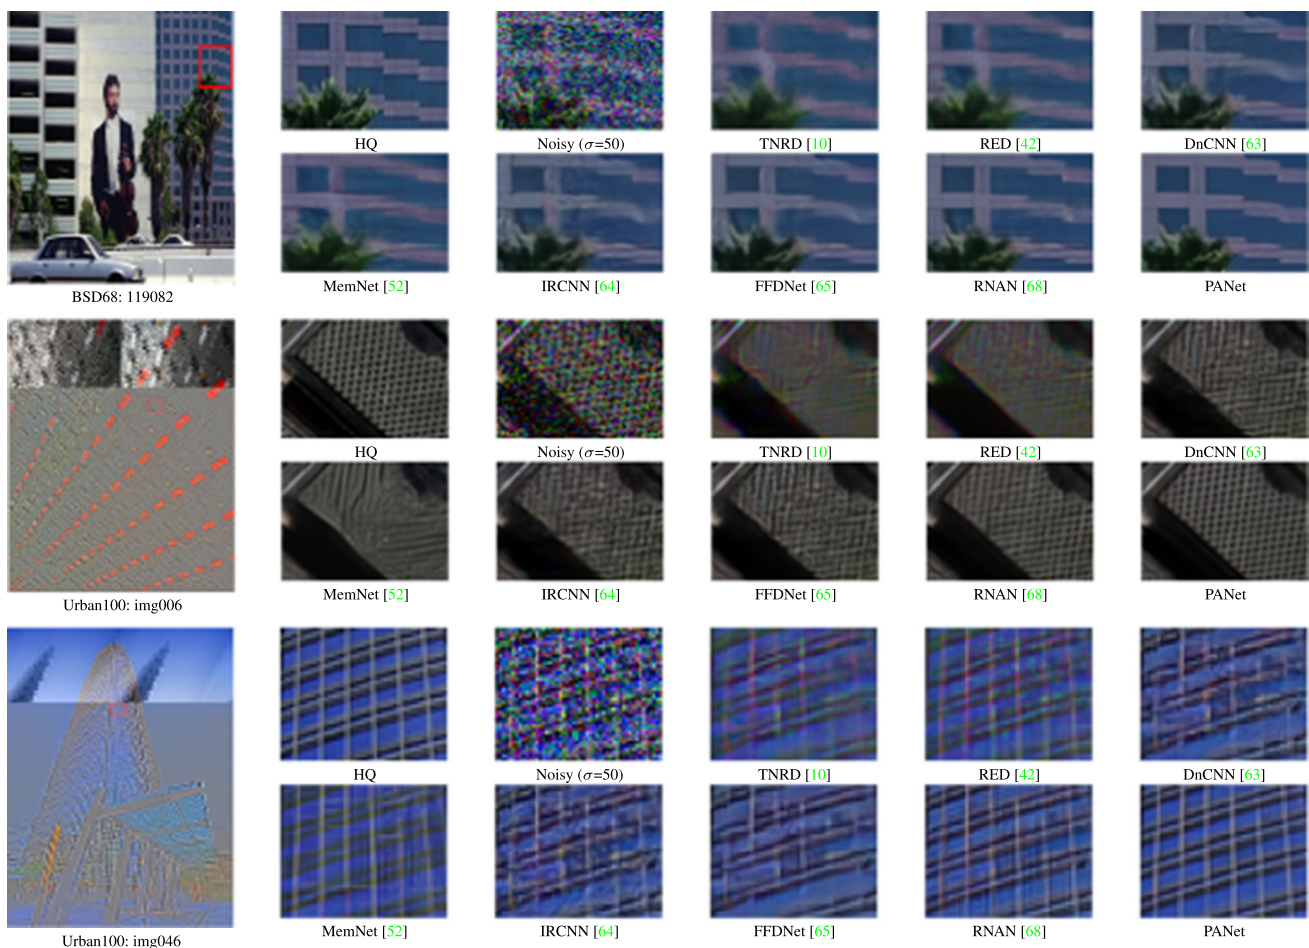 HQ
Noisy (σ=50)
TNRD [10]
RED [42]
DnCNN [63]
BSD68: 119082
MemNet [52]
IRCNN [64]
FFDNet [65]
RNAN [68]
PANet
HQ
Noisy (σ=50)
TNRD [10]
RED [42]
DnCNN [63]
Urban100: img006
MemNet [52]
IRCNN [64]
FFDNet [65]
RNAN [68]
PANet
HQ
Noisy (σ=50)
TNRD [10]
RED [42]
DnCNN [63]
Urban100: img046
MemNet [52]
IRCNN [64]
FFDNet [65]
RNAN [68]
PANet